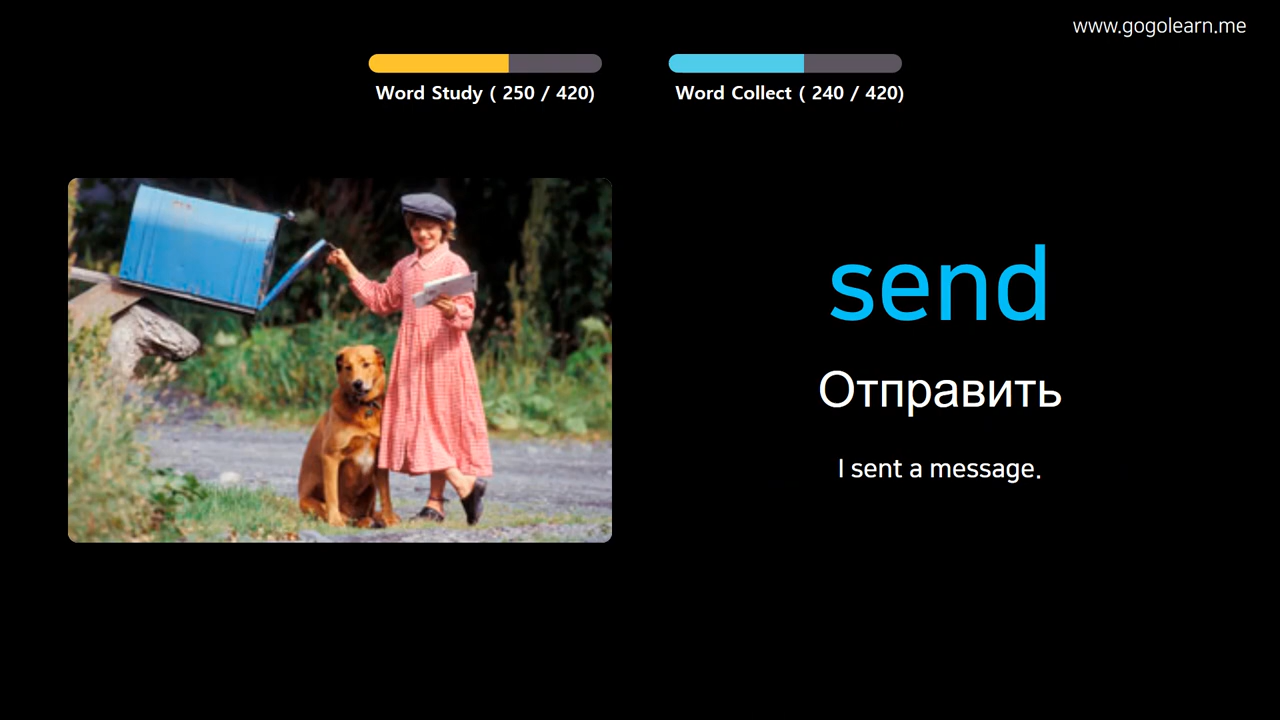 www.gogolearn.me
Word Study ( 250 / 420)
Word Collect ( 240 / 420)
send
Отправить
I sent a message.